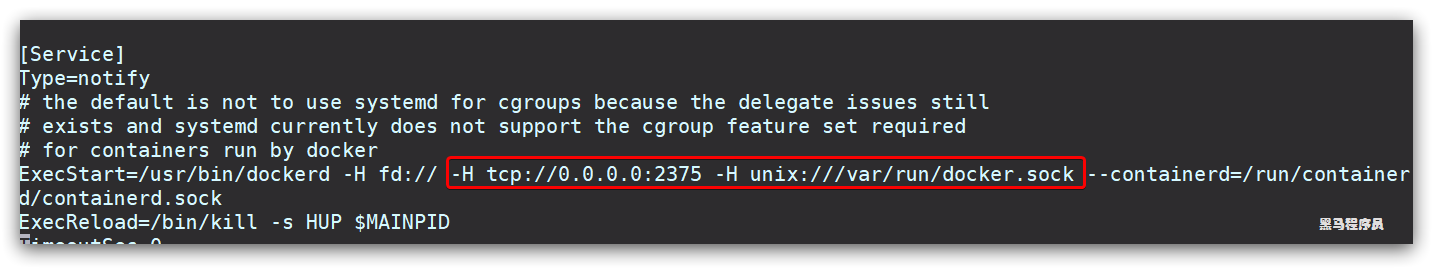 [Service]
Type=notify
# the default is not to use systemd for cgroups because the delegate issues still
# exists and systemd currently does not support the cgroup feature set required
# for containers run by docker
ExecStart=/usr/bin/dockerd -H fd:// -H tcp://0.0.0.0:2375 -H unix:///var/run/docker.sock --containerd=/run/container
d/containerd.sock
ExecReload=/bin/kill -s HUP $MAINPID
TimeoutSec=0
黑马程序员